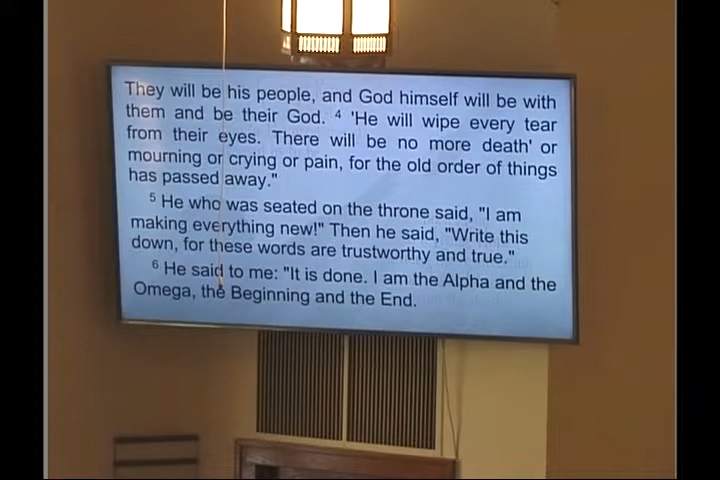 They will be his people, and God himself will be with
them and be their God. 4 'He will wipe every tear
from their eyes. There will be no more death' or
mourning or crying or pain, for the old order of things
has passed away."
5 He who was seated on the throne said, "I am
making everything new!" Then he said, "Write this
down, for these words are trustworthy and true."
6 He said to me: "It is done. I am the Alpha and the
Omega, the Beginning and the End.